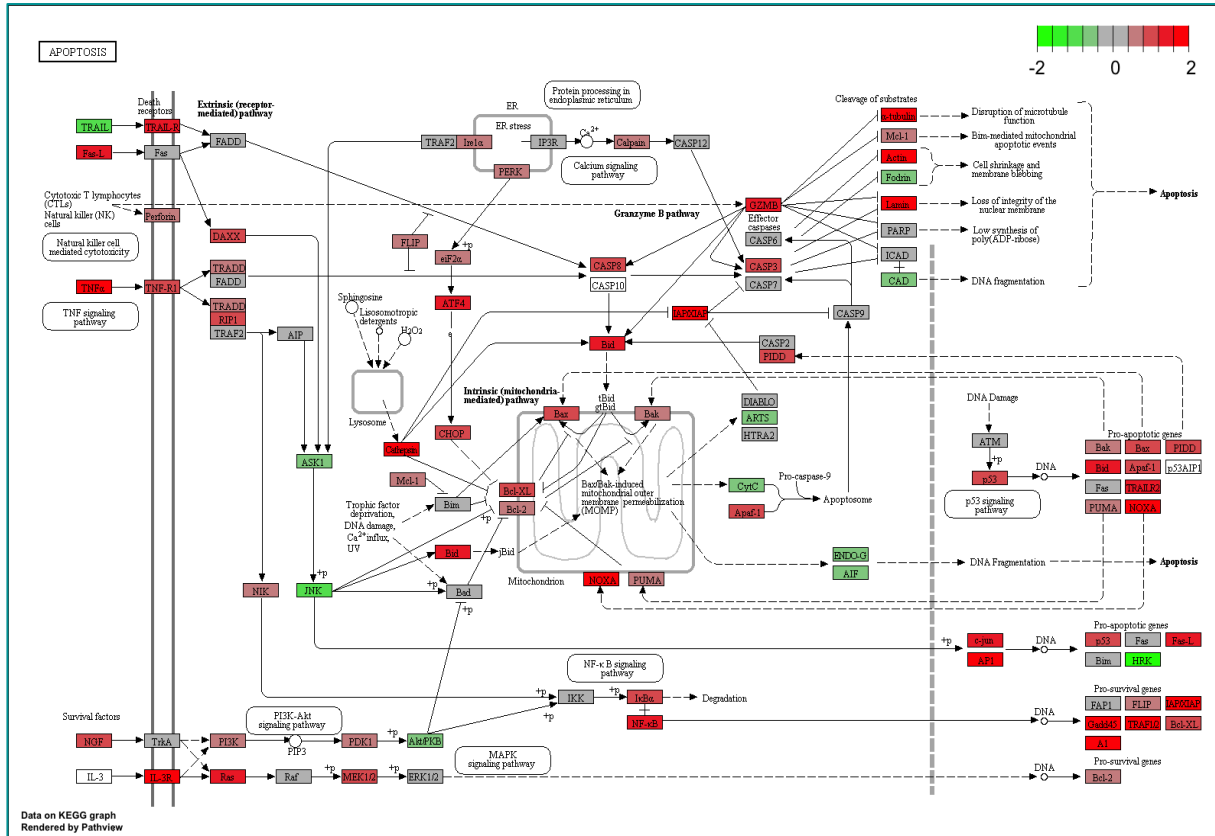 APOPTOSIS
-2 0 2
Death receptors
Extrinsic (receptor-mediated) pathway
TRAIL
TRAIL-R
FADD
Fas-L
Fas
Cytotoxic T lymphocytes (CTLs)
Natural killer (NK) cells
Perforin
Natural killer cell mediated cytotoxicity
DAXX
TNFα
TNF-R1
TRADD
FADD
TRADD
RIP1
TRAF2
AIP
TNF signaling pathway
ER
ER stress
TRAF2
Ire1α
IP3R
Ca2+
Calpain
CASP12
PERK
Protein processing in endoplasmic reticulum
Calcium signaling pathway
FLIP
+p
eiF2α
ATF4
e
CHOP
Granzyme B pathway
GZMB
Effector caspases
CASP6
CASP3
CASP7
CASP8
CASP10
CASP9
Bid
CASP2
PIDD
Cleavage of substrates
α-tubulin
Mcl-1
Actin
Fodrin
Lamin
PARP
ICAD
CAD
Disruption of microtubule function
Bim-mediated mitochondrial apoptotic events
Cell shrinkage and membrane blebbing
Loss of integrity of the nuclear membrane
Low synthesis of poly(ADP-ribose)
DNA fragmentation
Apoptosis
Sphingosine
Lisosomotropic detergents
H2O2
Lysosome
Intrinsic (mitochondria-mediated) pathway
tBid
gtBid
Bax
Bak
DIABLO
ARTS
HTRA2
ASK1
Mcl-1
Bim
Bcl-XL
Bcl-2
+p
Bax/Bak-induced mitochondrial outer membrane permeabilization (MOMP)
CytC
Apaf-1
Pro-caspase-9
Apoptosome
Trophic factor deprivation, DNA damage, Ca2+influx, UV
Bid
jBid
Bad
+p
+p
ENDO-G
AIF
DNA Fragmentation
Apoptosis
Mitochondrion
NOXA
PUMA
NIK
+p
JNK
DNA Damage
ATM
+p
p53
DNA
p53 signaling pathway
Pro-apoptotic genes
Bak
Bax
PIDD
Bid
Apaf-1
p53AIP1
Fas
TRAILR2
PUMA
NOXA
+p
c-jun
AP1
DNA
Pro-apoptotic genes
p53
Fas
Fas-L
Bim
HRK
NF-κB signaling pathway
+p
IKK
+p
IκBα
Degradation
NF-κB
DNA
Pro-survival genes
FAP1
FLIP
Gadd45
Bcl-XL
A1
Survival factors
NGF
TrkA
PI3K
PI3K-Akt signaling pathway
PIP3
PDK1
+p
Akt/PKB
+p
IL-3
IL-3R
Ras
Raf
+p
MEK1/2
+p
ERK1/2
MAPK signaling pathway
DNA
Pro-survival genes
Bcl-2
Data on KEGG graph
Rendered by Pathview